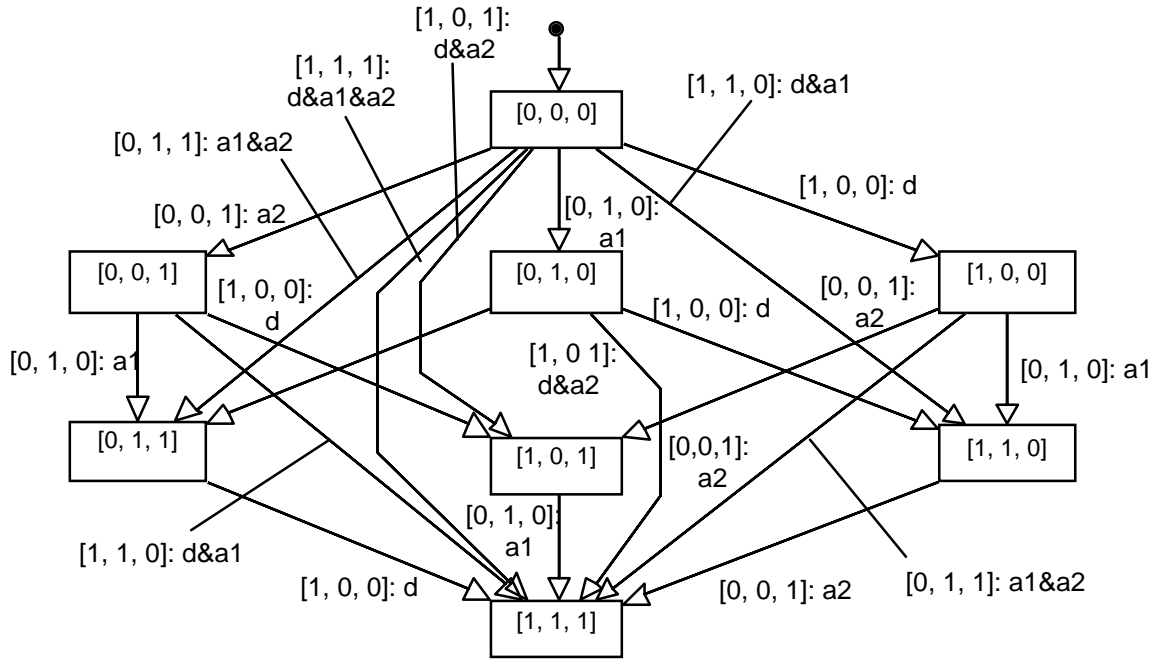 [1, 0, 1]:
d&a2
[1, 1, 1]:
d&a1&a2
[1, 1, 0]: d&a1
[0, 0, 0]
[0, 1, 1]: a1&a2
[1, 0, 0]: d
[0, 0, 1]: a2
[0, 1, 0]:
a1
[0, 0, 1]
[0, 1, 0]
[1, 0, 0]
[1, 0, 0]:
d
[1, 0, 0]: d
[0, 0, 1]:
a2
[0, 1, 0]: a1
[1, 0 1]:
d&a2
[0, 1, 0]: a1
[0, 1, 1]
[1, 0, 1]
[0,0,1]:
a2
[1, 1, 0]
[0, 1, 0]:
a1
[1, 1, 0]: d&a1
[1, 0, 0]: d
[0, 0, 1]: a2
[0, 1, 1]: a1&a2
[1, 1, 1]